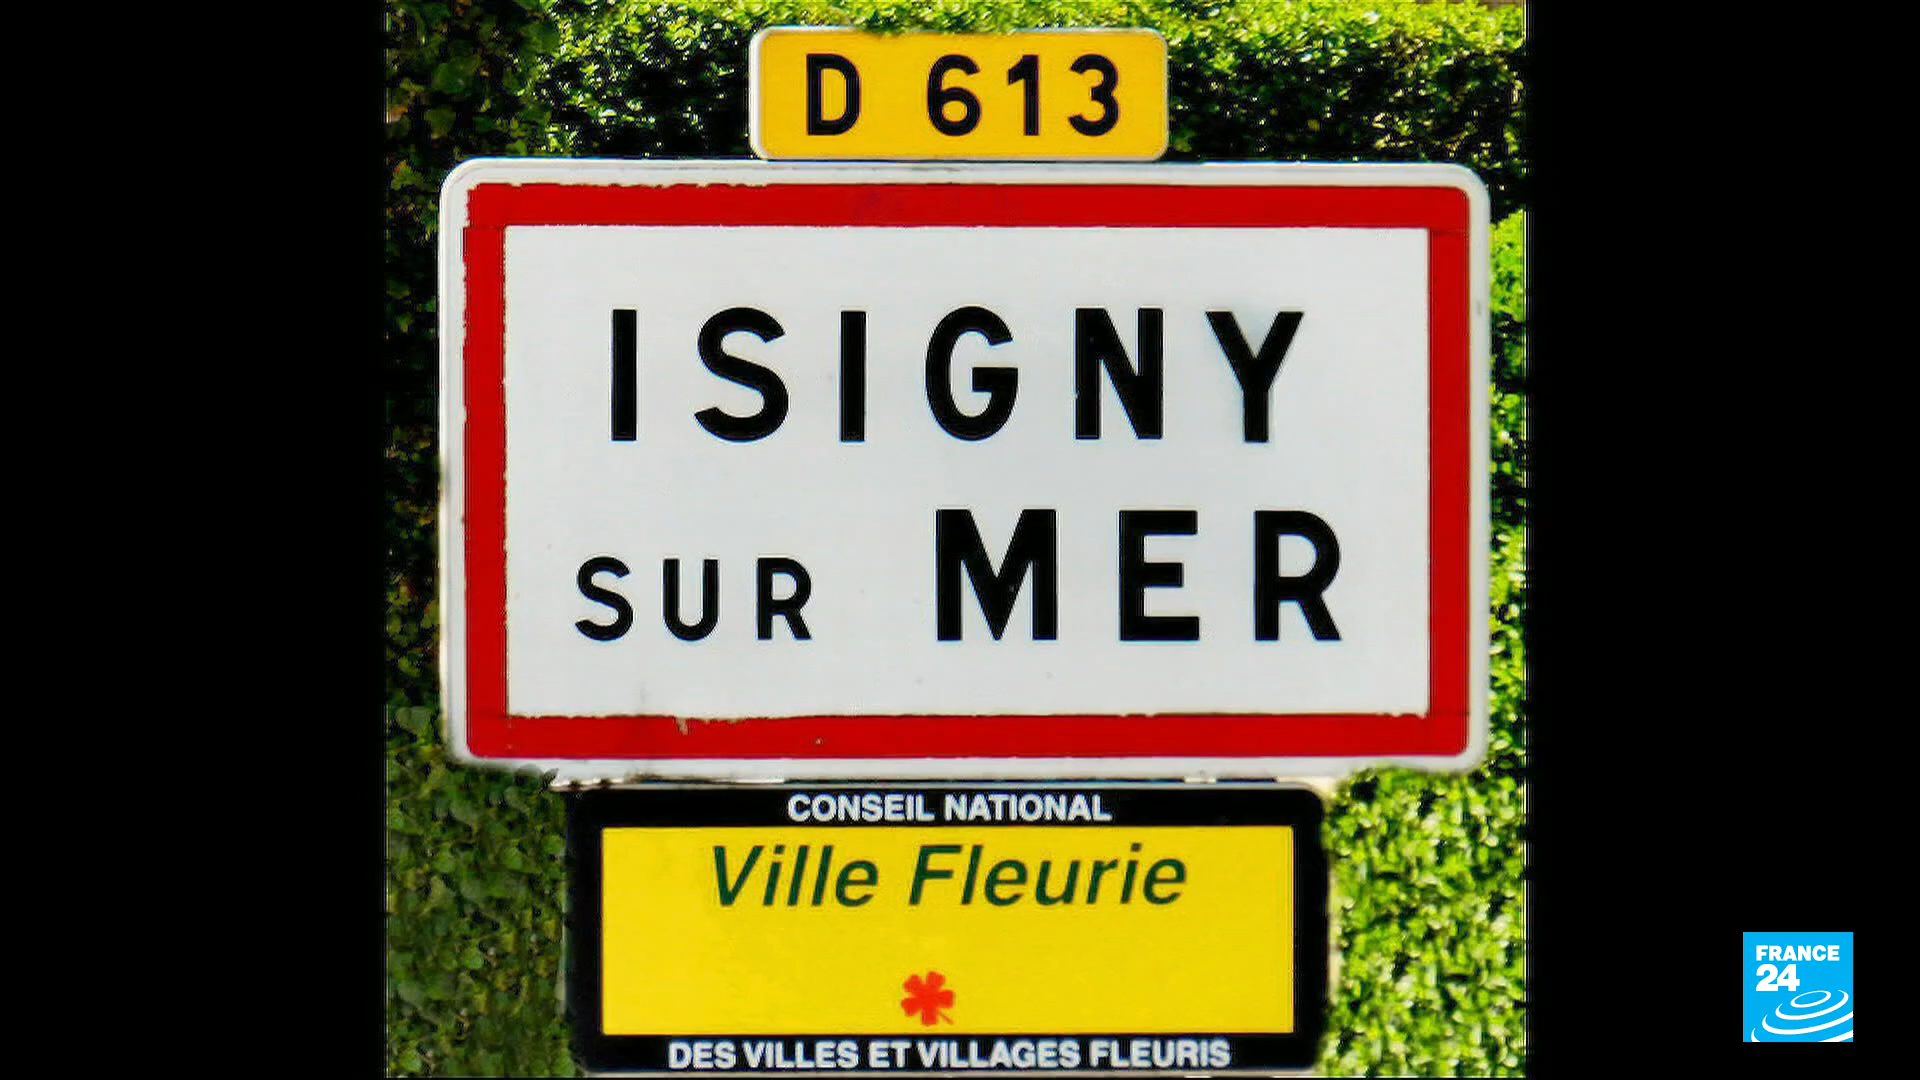 D 613
ISIGNY
SUR MER
CONSEIL NATIONAL
Ville Fleurie
DES VILLES ET VILLAGES FLEURIS
FRANCE
24